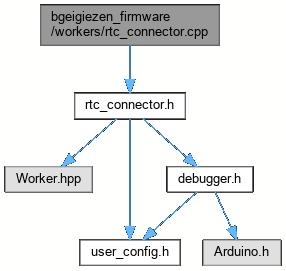 bgeigiezen_firmware
/workers/rtc_connector.cpp
rtc_connector.h
Worker.hpp
debugger.h
user_config.h
Arduino.h